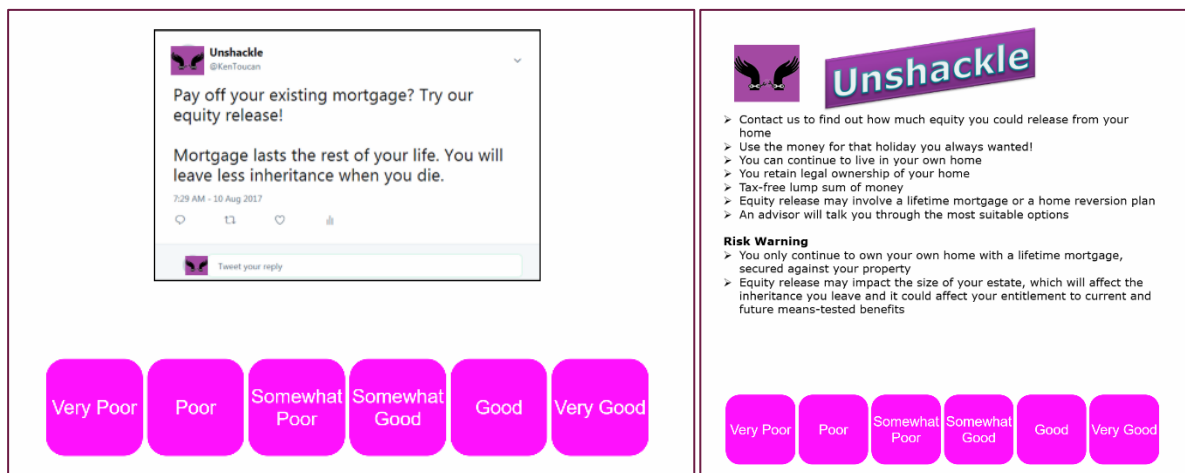 Unshackle
@KenToucan
Pay off your existing mortgage? Try our
equity release!
Mortgage lasts the rest of your life. You will
leave less inheritance when you die.
7:29 AM - 10 Aug 2017
Tweet your reply
Very Poor
Poor
Somewhat
Poor
Somewhat
Good
Good
Very Good
Unshackle
➢ Contact us to find out how much equity you could release from your
home
➢ Use the money for that holiday you always wanted!
➢ You can continue to live in your own home
➢ You retain legal ownership of your home
➢ Tax-free lump sum of money
➢ Equity release may involve a lifetime mortgage or a home reversion plan
➢ An advisor will talk you through the most suitable options
Risk Warning
➢ You only continue to own your own home with a lifetime mortgage,
secured against your property
➢ Equity release may impact the size of your estate, which will affect the
inheritance you leave and it could affect your entitlement to current and
future means-tested benefits
Very Poor
Poor
Somewhat
Poor
Somewhat
Good
Good
Very Good